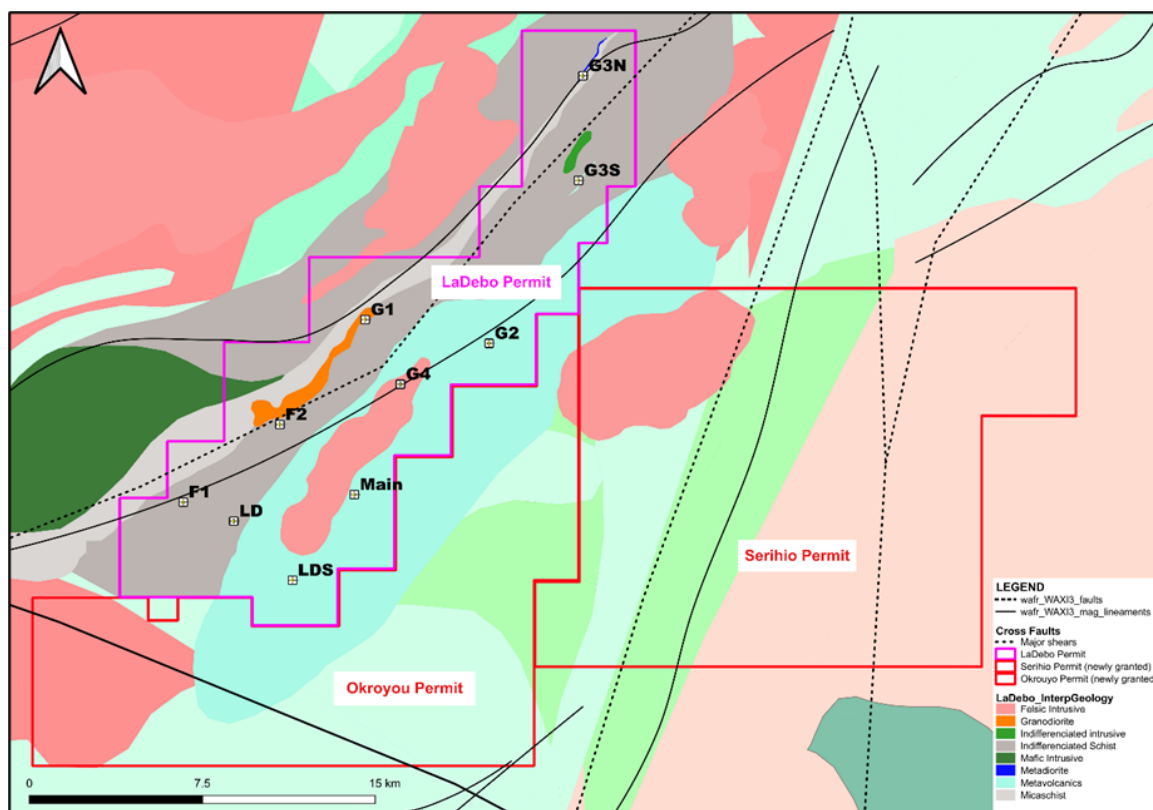 G3N
G3S
LaDebo Permit
G1
G2
G4
F2
Main
F1
LD
LDS
Serihio Permit
Okroyou Permit
LEGEND
wafr_WAXI3_faults
wafr_WAXI3_mag_lineaments
Cross Faults
Major shears
LaDebo Permit
Serihio Permit (newly granted)
Okrouyo Permit (newly granted
LaDebo_InterpGeology
Felsic Intrusive
Granodiorite
Indifferenciated intrusive
Indifferenciated Schist
Mafic Intrusive
Metadiorite
Metavolcanics
Micaschist
0 7.5 15 km